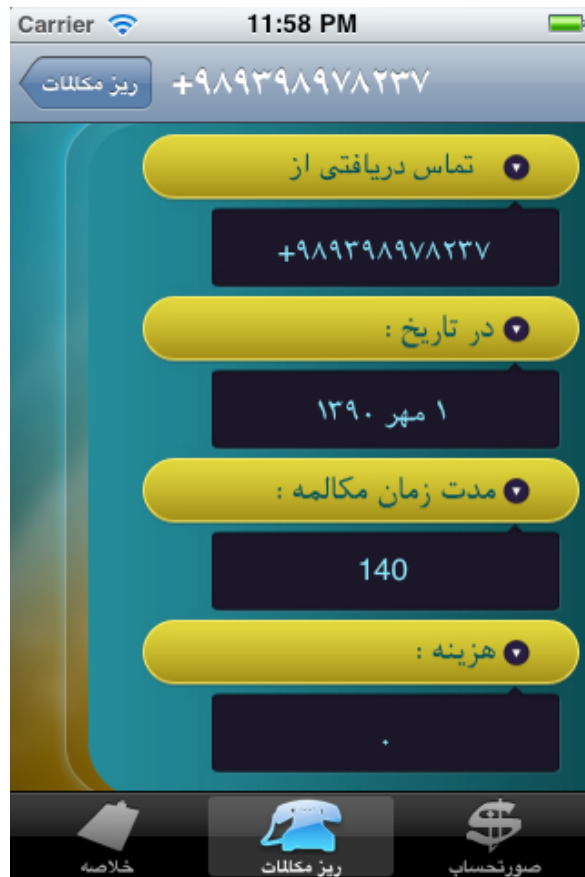 Carrier 11:58 PM
ریز مکالمات +۹۸۹۳۹۸۹۷۸۲۳۷
تماس دریافتی از
+۹۸۹۳۹۸۹۷۸۲۳۷
در تاریخ :
۱ مهر ۱۳۹۰
مدت زمان مکالمه :
140
هزینه :
۰
صورتحساب ریز مکالمات خلاصه